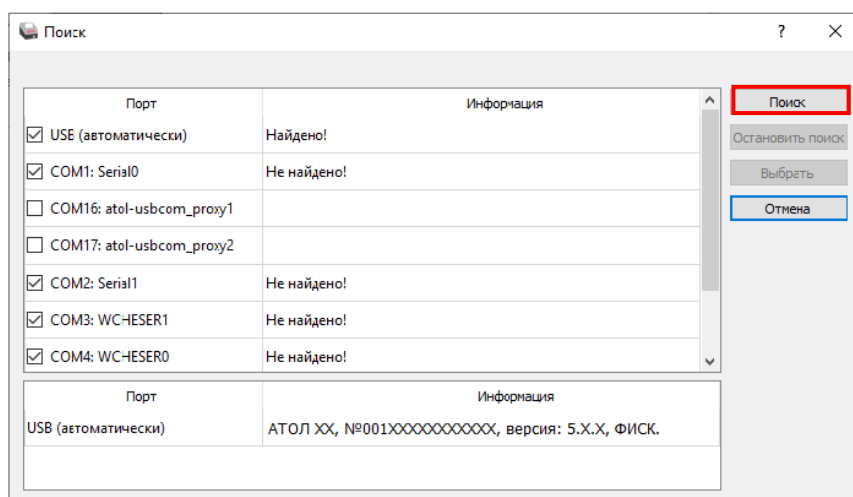 Поиск
?
Порт Информация
USB (автоматически) Найдено!
COM1: Serial0 Не найдено!
COM16: atol-usbcom_proxy1
COM17: atol-usbcom_proxy2
COM2: Serial1 Не найдено!
COM3: WCHESER1 Не найдено!
COM4: WCHESER0 Не найдено!
Порт Информация
USB (автоматически) АТОЛ XX, №001XXXXXXXXXXX, версия: 5.X.X, ФИСК.
Поиск
Остановить поиск
Выбрать
Отмена